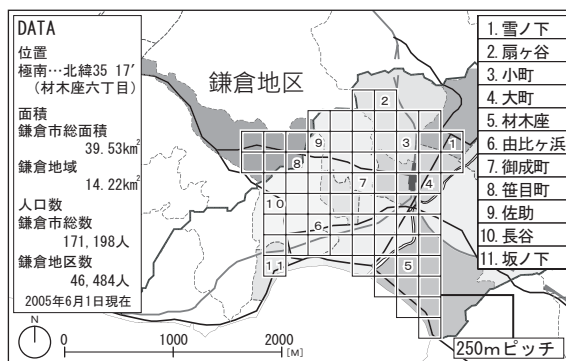 DATA
位置
極南…北緯35 17′
（材木座六丁目）
面積
鎌倉市総面積
39.53km²
鎌倉地域
14.22km²
人口数
鎌倉市総数
171,198人
鎌倉地区数
46,484人
2005年6月1日現在
鎌倉地区
2
9
3
1
8
7
4
10
6
11
5
1. 雪ノ下
2. 扇ヶ谷
3. 小町
4. 大町
5. 材木座
6. 由比ヶ浜
7. 御成町
8. 笹目町
9. 佐助
10. 長谷
11. 坂ノ下
N
0 1000 2000
[M]
250mピッチ